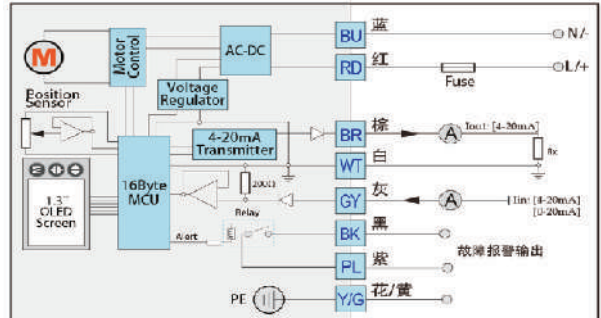 M
Motor Control
AC-DC
Voltage Regulator
Position Sensor
4-20mA Transmitter
16Byte MCU
1.3" OLED Screen
200Ω
Relay
Alert
PE
BU 蓝 N/-
RD 红 Fuse L/+
BR 棕 A Iout: [4-20mA]
Rx
WT 白
GY 灰 A Iin: [4-20mA]
[0-20mA]
BK 黑
故障报警输出
PL 紫
Y/G 花/黄